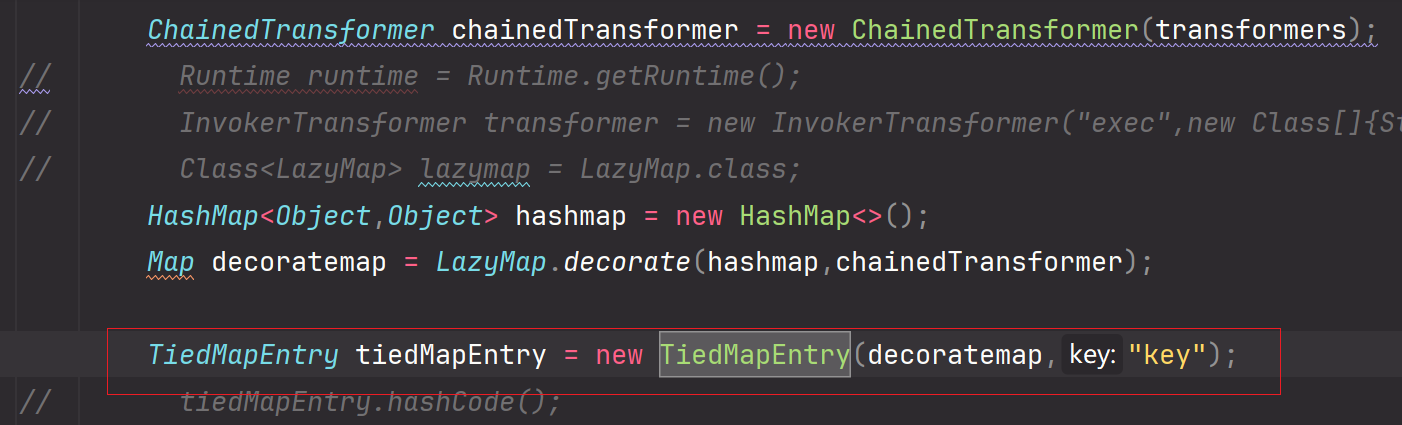 ChainedTransformer chainedTransformer = new ChainedTransformer(transformers);
// Runtime runtime = Runtime.getRuntime();
// InvokerTransformer transformer = new InvokerTransformer("exec",new Class[]{St
// Class<LazyMap> lazymap = LazyMap.class;
HashMap<Object,Object> hashmap = new HashMap<>();
Map decoratemap = LazyMap.decorate(hashmap,chainedTransformer);
TiedMapEntry tiedMapEntry = new TiedMapEntry(decoratemap, key: "key");
// tiedMapEntry.hashCode();